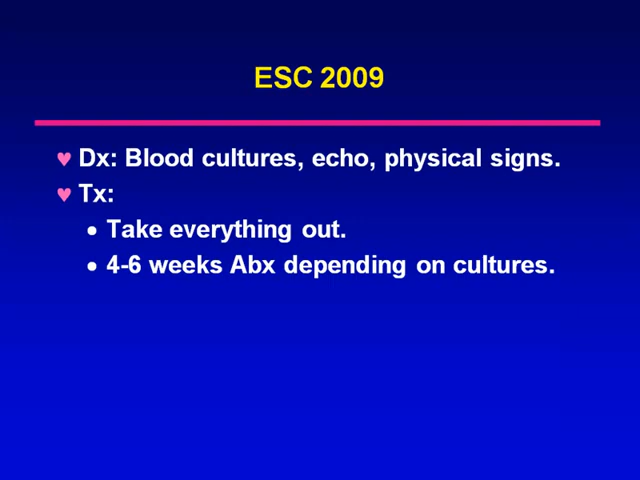 ESC 2009
♥ Dx: Blood cultures, echo, physical signs.
♥ Tx:
• Take everything out.
• 4-6 weeks Abx depending on cultures.